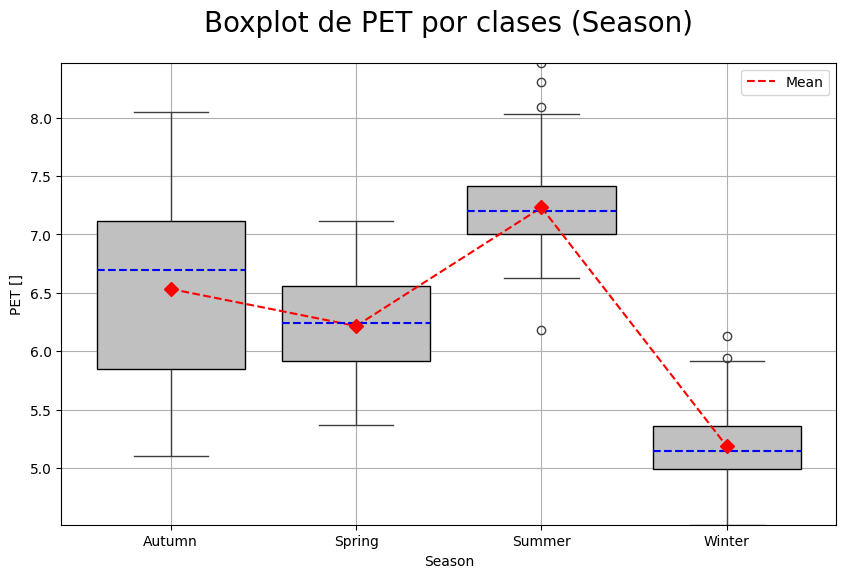 Boxplot de PET por clases (Season)
Mean
8.0
7.5
7.0
6.5
6.0
5.5
5.0
PET []
Autumn Spring Summer Winter
Season